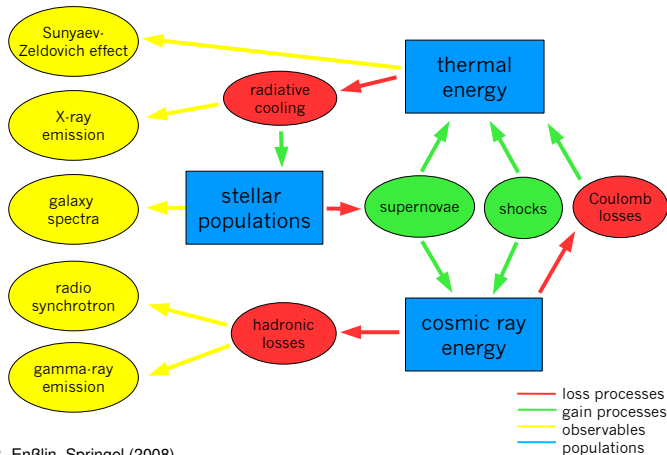 Sunyaev-
Zeldovich effect
thermal
energy
radiative
cooling
X-ray
emission
stellar
populations
galaxy
spectra
supernovae
shocks
Coulomb
losses
radio
synchrotron
hadronic
losses
cosmic ray
energy
gamma-ray
emission
loss processes
gain processes
observables
populations
Enßlin, Springel (2008)